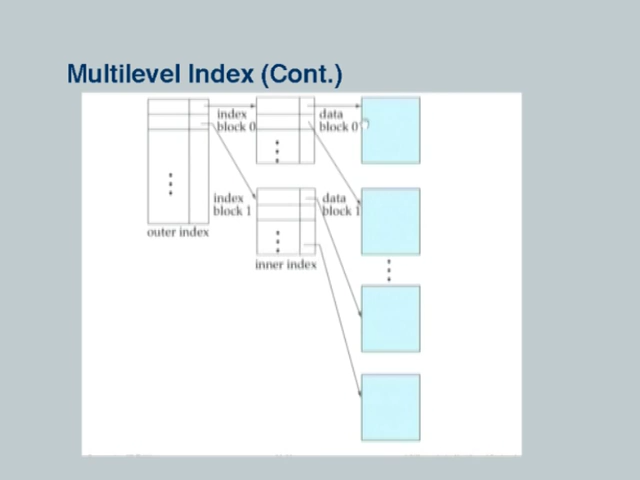 Multilevel Index (Cont.)
index
block 0
data
block 0
index
block 1
data
block 1
outer index
inner index